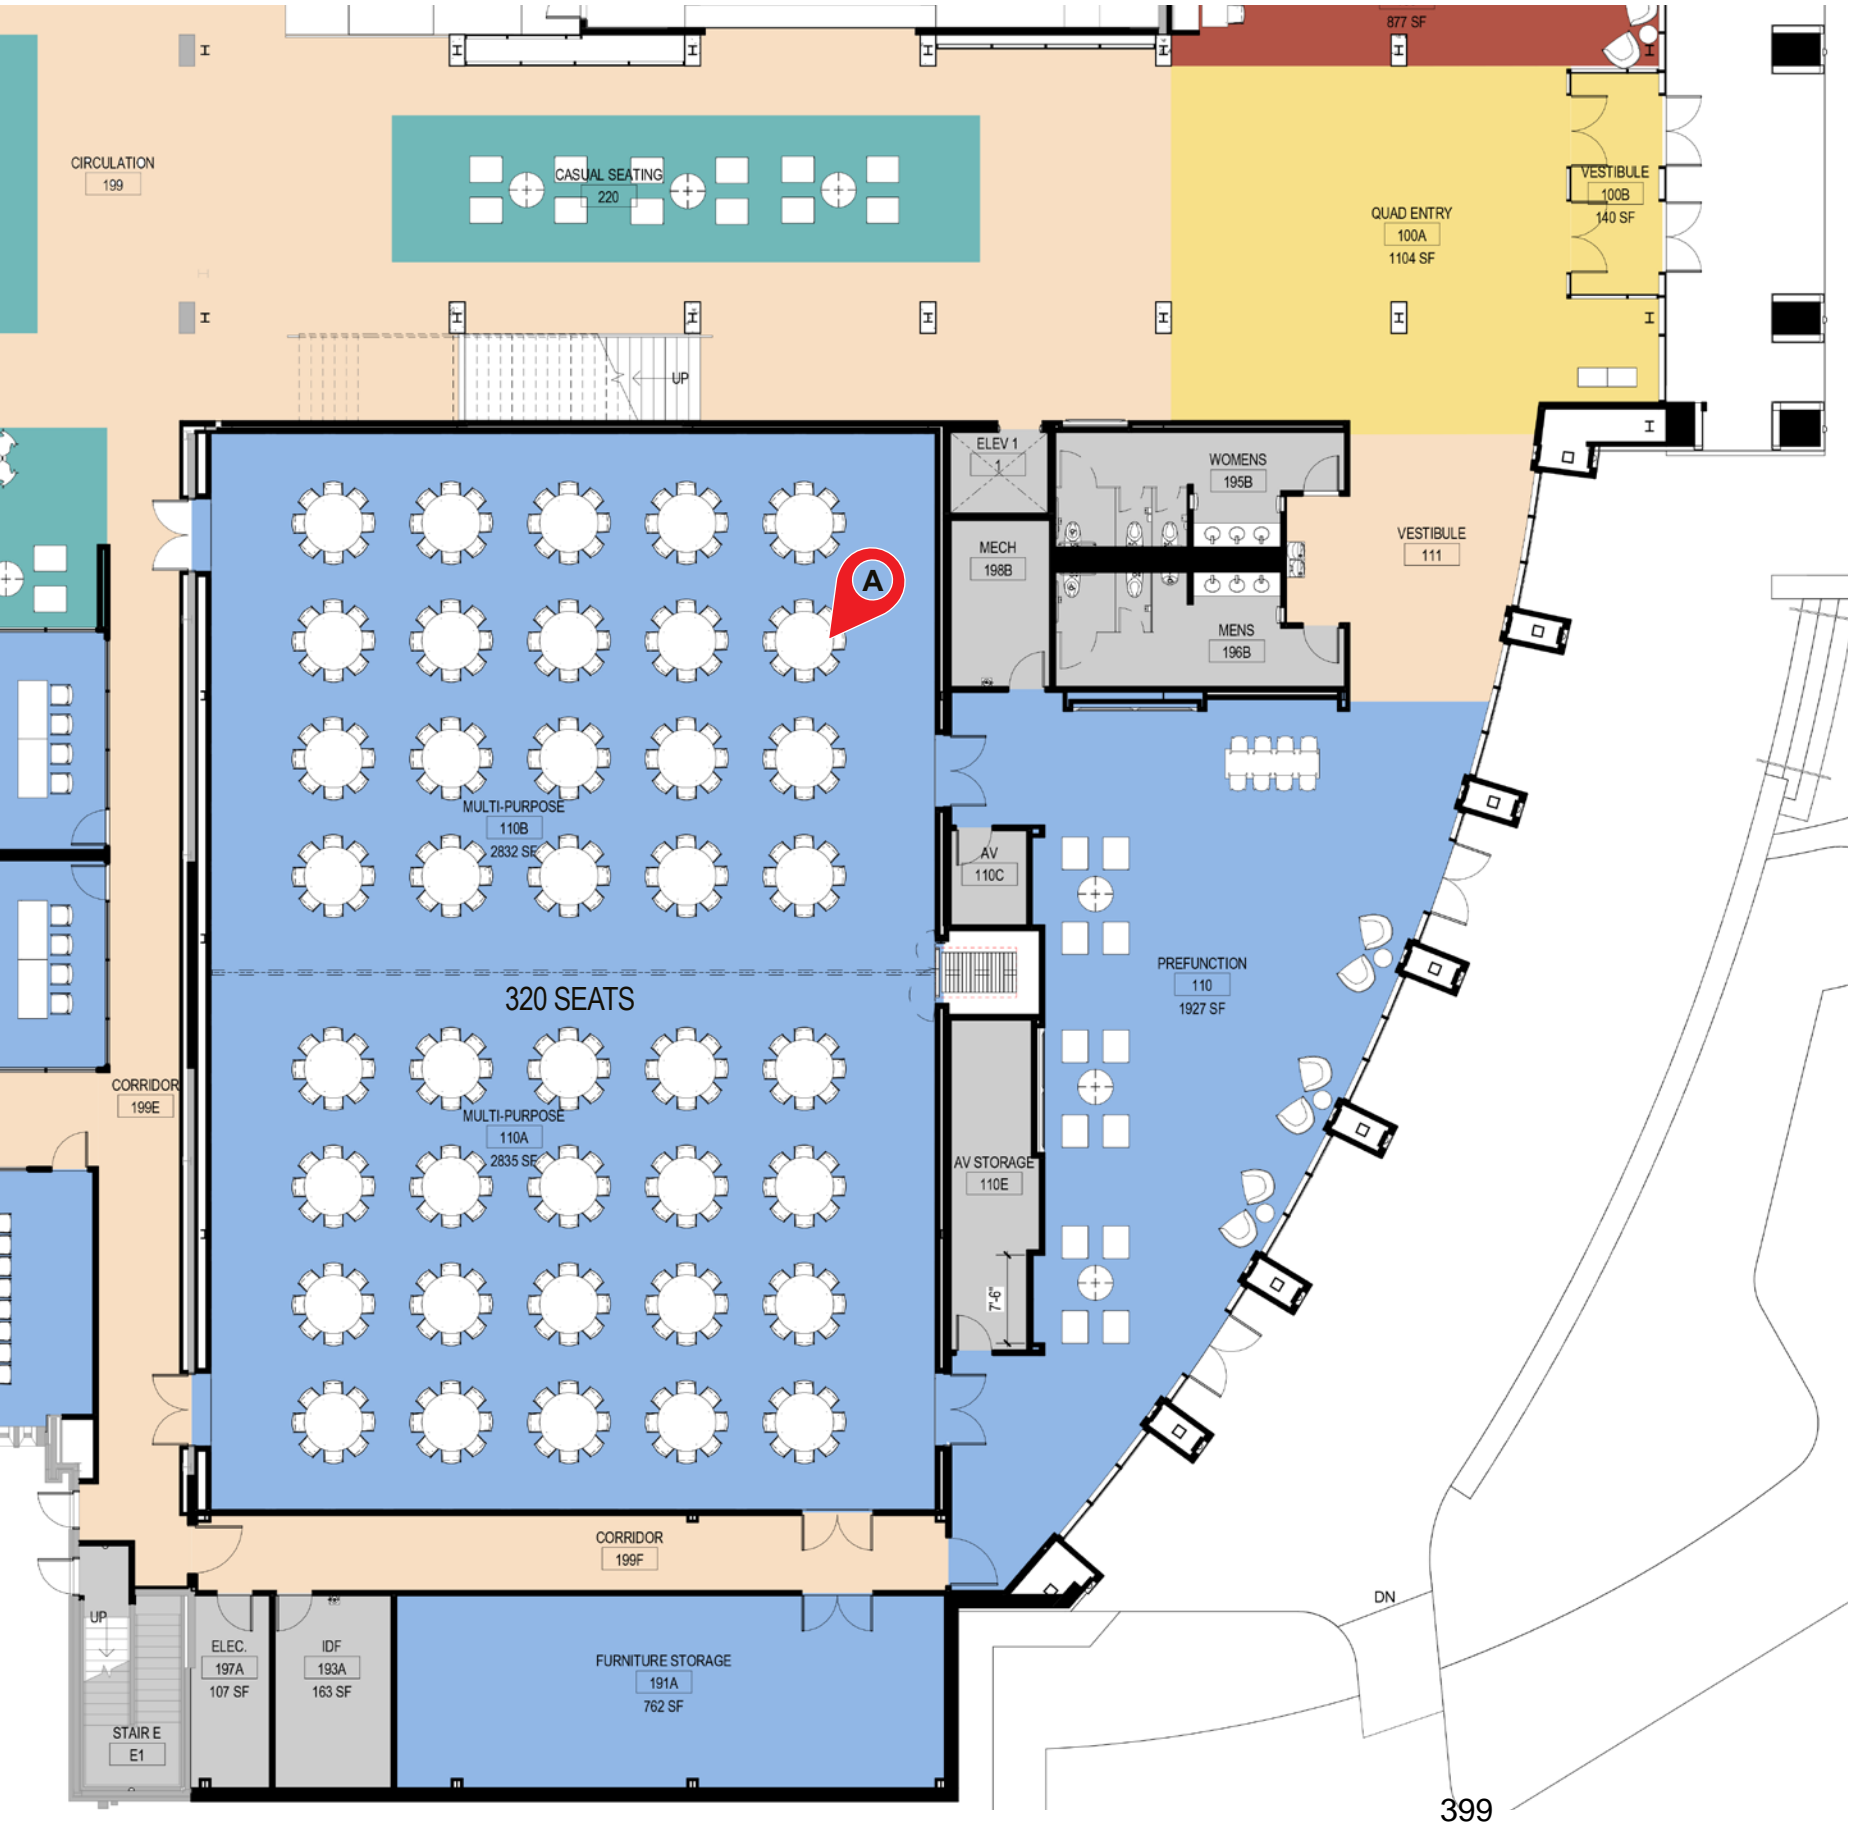 877 SF
CIRCULATION
199
CASUAL SEATING
220
QUAD ENTRY
100A
1104 SF
VESTIBULE
100B
140 SF
UP
ELEV 1
1
WOMENS
195B
MECH
198B
VESTIBULE
111
A
MENS
196B
MULTI-PURPOSE
110B
2832 SF
AV
110C
PREFUNCTION
110
1927 SF
320 SEATS
CORRIDOR
199E
MULTI-PURPOSE
110A
2835 SF
AV STORAGE
110E
7'-6"
CORRIDOR
199F
UP
ELEC.
197A
107 SF
IDF
193A
163 SF
FURNITURE STORAGE
191A
762 SF
STAIR E
E1
DN
399